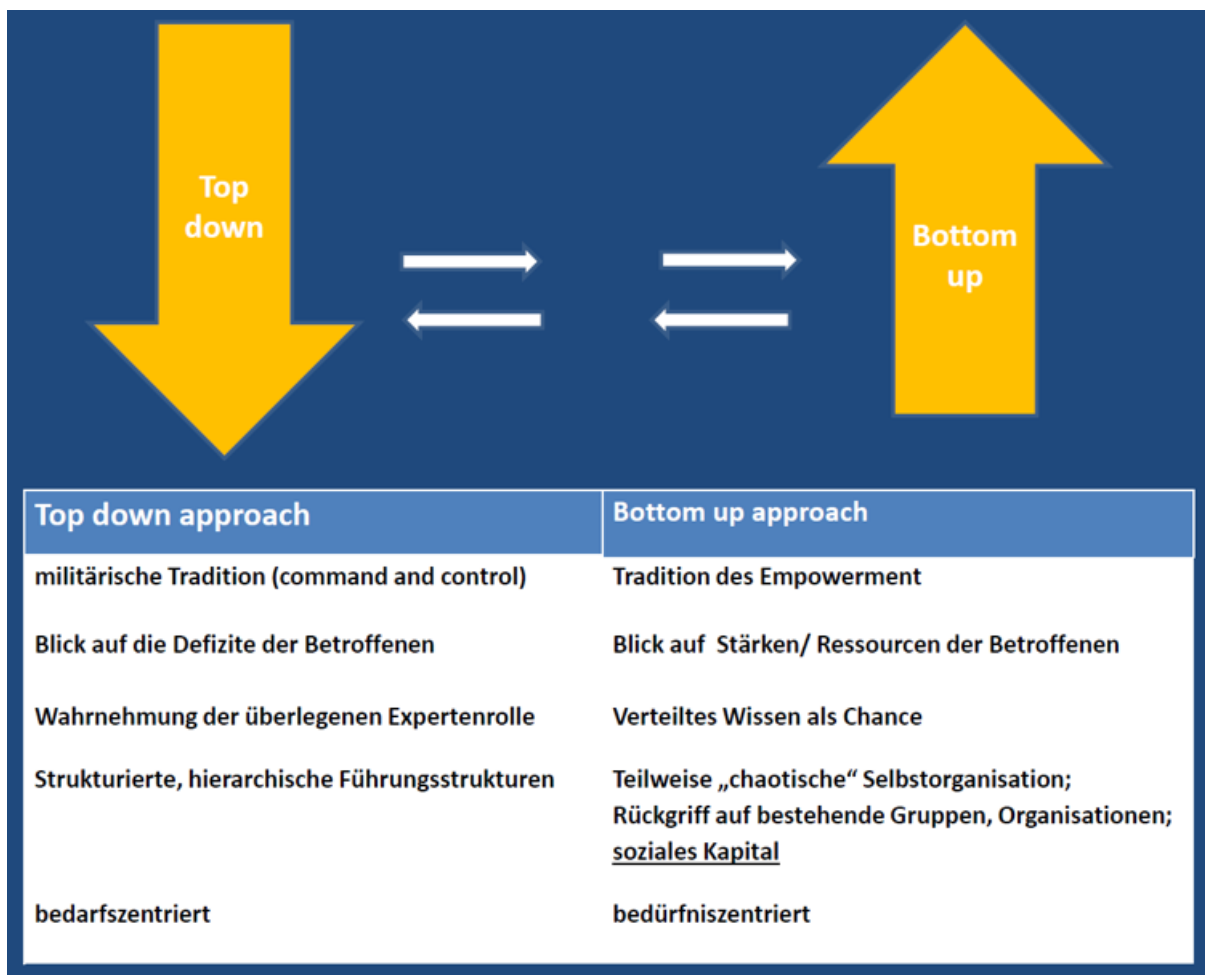 Top
down
Bottom
up
Top down approach
Bottom up approach
militärische Tradition (command and control)
Tradition des Empowerment
Blick auf die Defizite der Betroffenen
Blick auf  Stärken/ Ressourcen der Betroffenen
Wahrnehmung der überlegenen Expertenrolle
Verteiltes Wissen als Chance
Strukturierte, hierarchische Führungsstrukturen
Teilweise „chaotische“ Selbstorganisation;
Rückgriff auf bestehende Gruppen, Organisationen;
soziales Kapital
bedarfszentriert
bedürfniszentriert